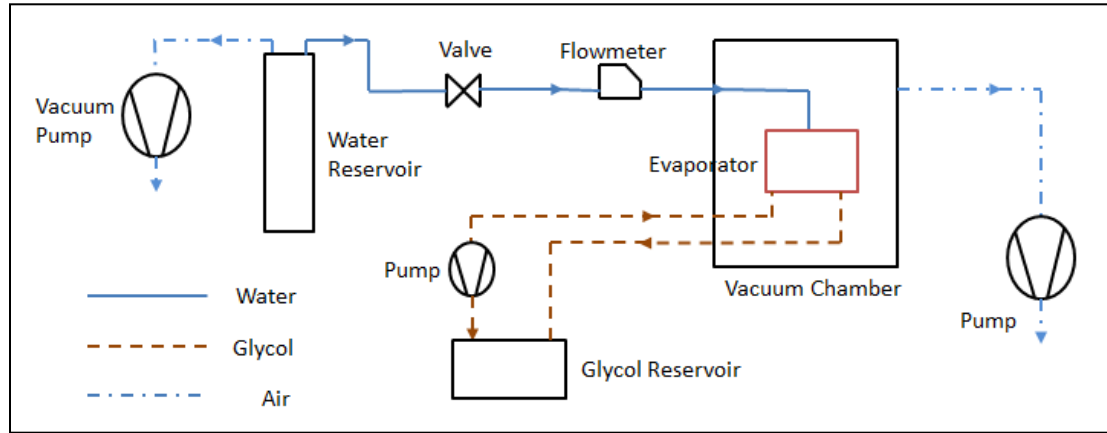 Valve
Flowmeter
Vacuum
Pump
Water
Reservoir
Evaporator
Pump
Vacuum Chamber
Water
Pump
Glycol
Glycol Reservoir
Air